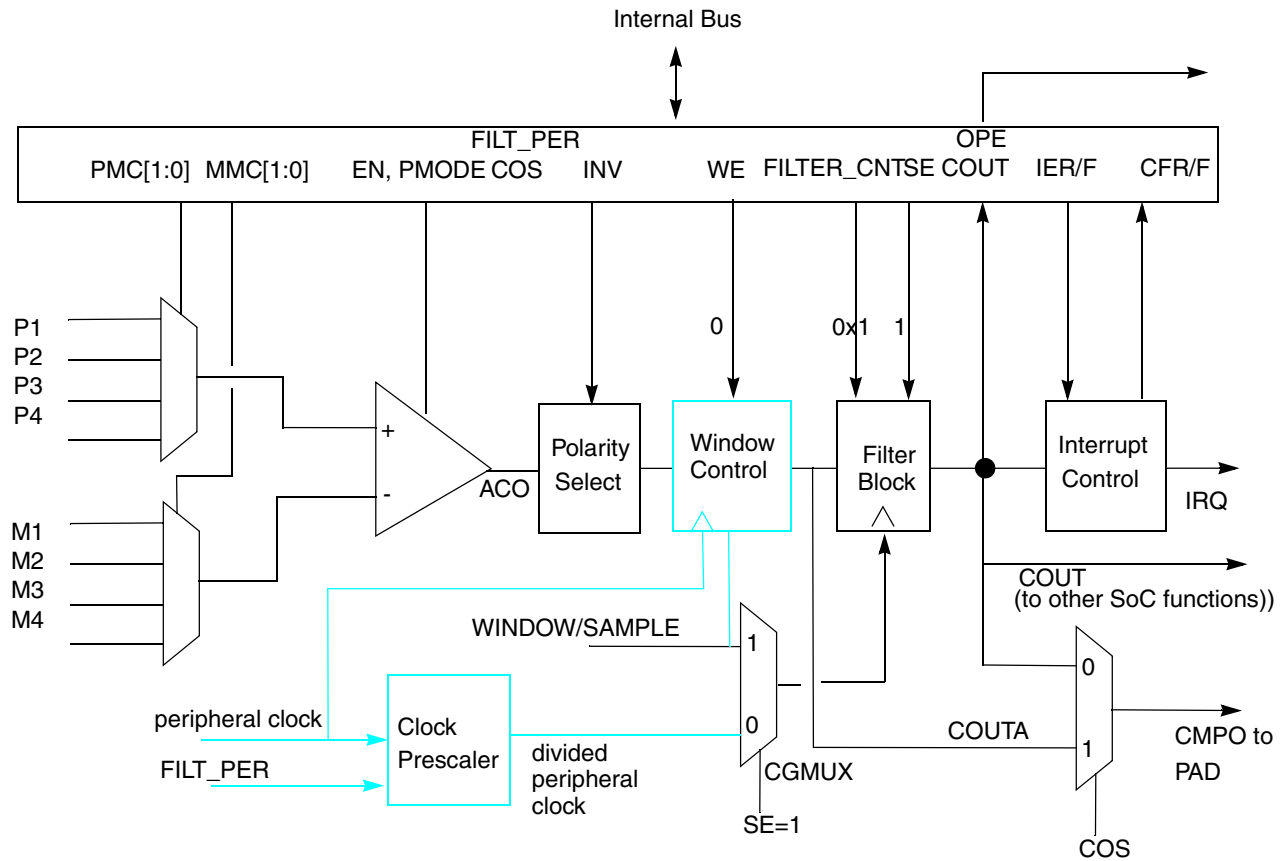 Internal Bus
FILT_PER
OPE
PMC[1:0] MMC[1:0] EN, PMODE COS INV WE FILTER_CNT SE COUT IER/F CFR/F
0
0x1
1
P1
P2
P3
P4
+
-
ACO
Polarity
Select
Window
Control
Filter
Block
Interrupt
Control
IRQ
M1
M2
M3
M4
COUT
(to other SoC functions))
WINDOW/SAMPLE
1
0
0
1
peripheral clock
Clock
Prescaler
FILT_PER
divided
peripheral
clock
CGMUX
SE=1
COUTA
CMPO to
PAD
COS